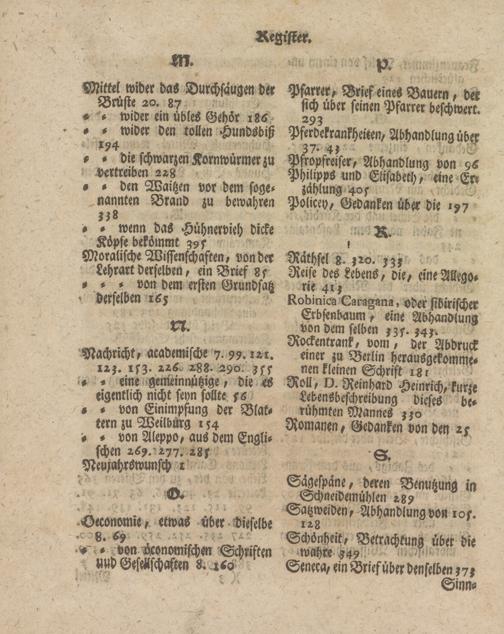 Register.
M.
Mittel wider das Durchsäugen der
Brüste 20. 87
⸗ ⸗ wider ein übles Gehör 186
⸗ ⸗ wider den tollen Hundsbiß
194
⸗ ⸗ die schwarzen Kornwürmer zu
vertreiben 228
⸗ ⸗ den Waitzen vor dem soge⸗
nannten Brand zu bewahren
338
⸗ ⸗ wenn das Hühnervieh dicke
Köpfe bekömmt 395
Moralische Wissenschaften, von der
Lehrart derselben, ein Brief 85
⸗ ⸗ ⸗ von dem ersten Grundsatz
derselben 165
N.
Nachricht, academische 7. 99. 121.
123. 153. 226. 288. 290. 355
⸗ ⸗ eine gemeinnützige, die es
eigentlich nicht seyn sollte 56
⸗ ⸗ von Einimpfung der Blat⸗
tern zu Weilburg 154
⸗ ⸗ von Aleppo, aus dem Engli⸗
schen 269. 277. 285
Neujahrswunsch 1
O.
Oeconomie, etwas über dieselbe
8. 69
⸗ ⸗ von öconomischen Schriften
und Gesellschaften 8. 160
P.
Pfarrer, Brief eines Bauern, der
sich über seinen Pfarrer beschwert.
293
Pferdekrankheiten, Abhandlung über
37. 43
Pfropfreiser, Abhandlung von 96
Philipps und Elisabeth, eine Er⸗
zählung 405
Policey, Gedanken über die 197
R.
Räthsel 8. 320. 333
Reise des Lebens, die, eine Allego⸗
rie 413
Robinica Caragana, oder sibirischer
Erbsenbaum, eine Abhandlung
von dem selben 335. 343.
Rockentrank, vom, der Abdruck
einer zu Berlin herausgekomme⸗
nen kleinen Schrift 181
Roll, D. Reinhard Heinrich, kurze
Lebensbeschreibung dieses be⸗
rühmten Mannes 330
Romanen, Gedanken von den 25
S.
Sägespäne, deren Benutzung in
Schneidemühlen 289
Satzweiden, Abhandlung von 105.
128
Schönheit, Betrachtung über die
wahre 349
Seneca, ein Brief über denselben 373
Sinn⸗